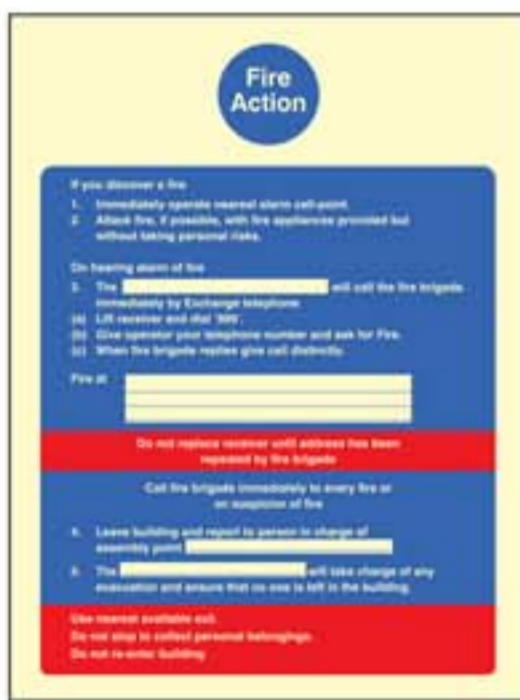 Fire
Action
If you discover a fire
1. Immediately operate nearest alarm call-point.
2. Attack fire, if possible, with fire appliances provided but
without taking personal risks.
On hearing alarm of fire
3. The will call the fire brigade
immediately by Exchange telephone
(a) Lift receiver and dial '999'.
(b) Give operator your telephone number and ask for Fire.
(c) When fire brigade replies give call distinctly.
Fire at
Do not replace receiver until address has been
repeated by fire brigade
Call fire brigade immediately to every fire or
on suspicion of fire
4. Leave building and report to person in charge of
assembly point
5. The will take charge of any
evacuation and ensure that no one is left in the building.
Use nearest available exit.
Do not stop to collect personal belongings.
Do not re-enter building